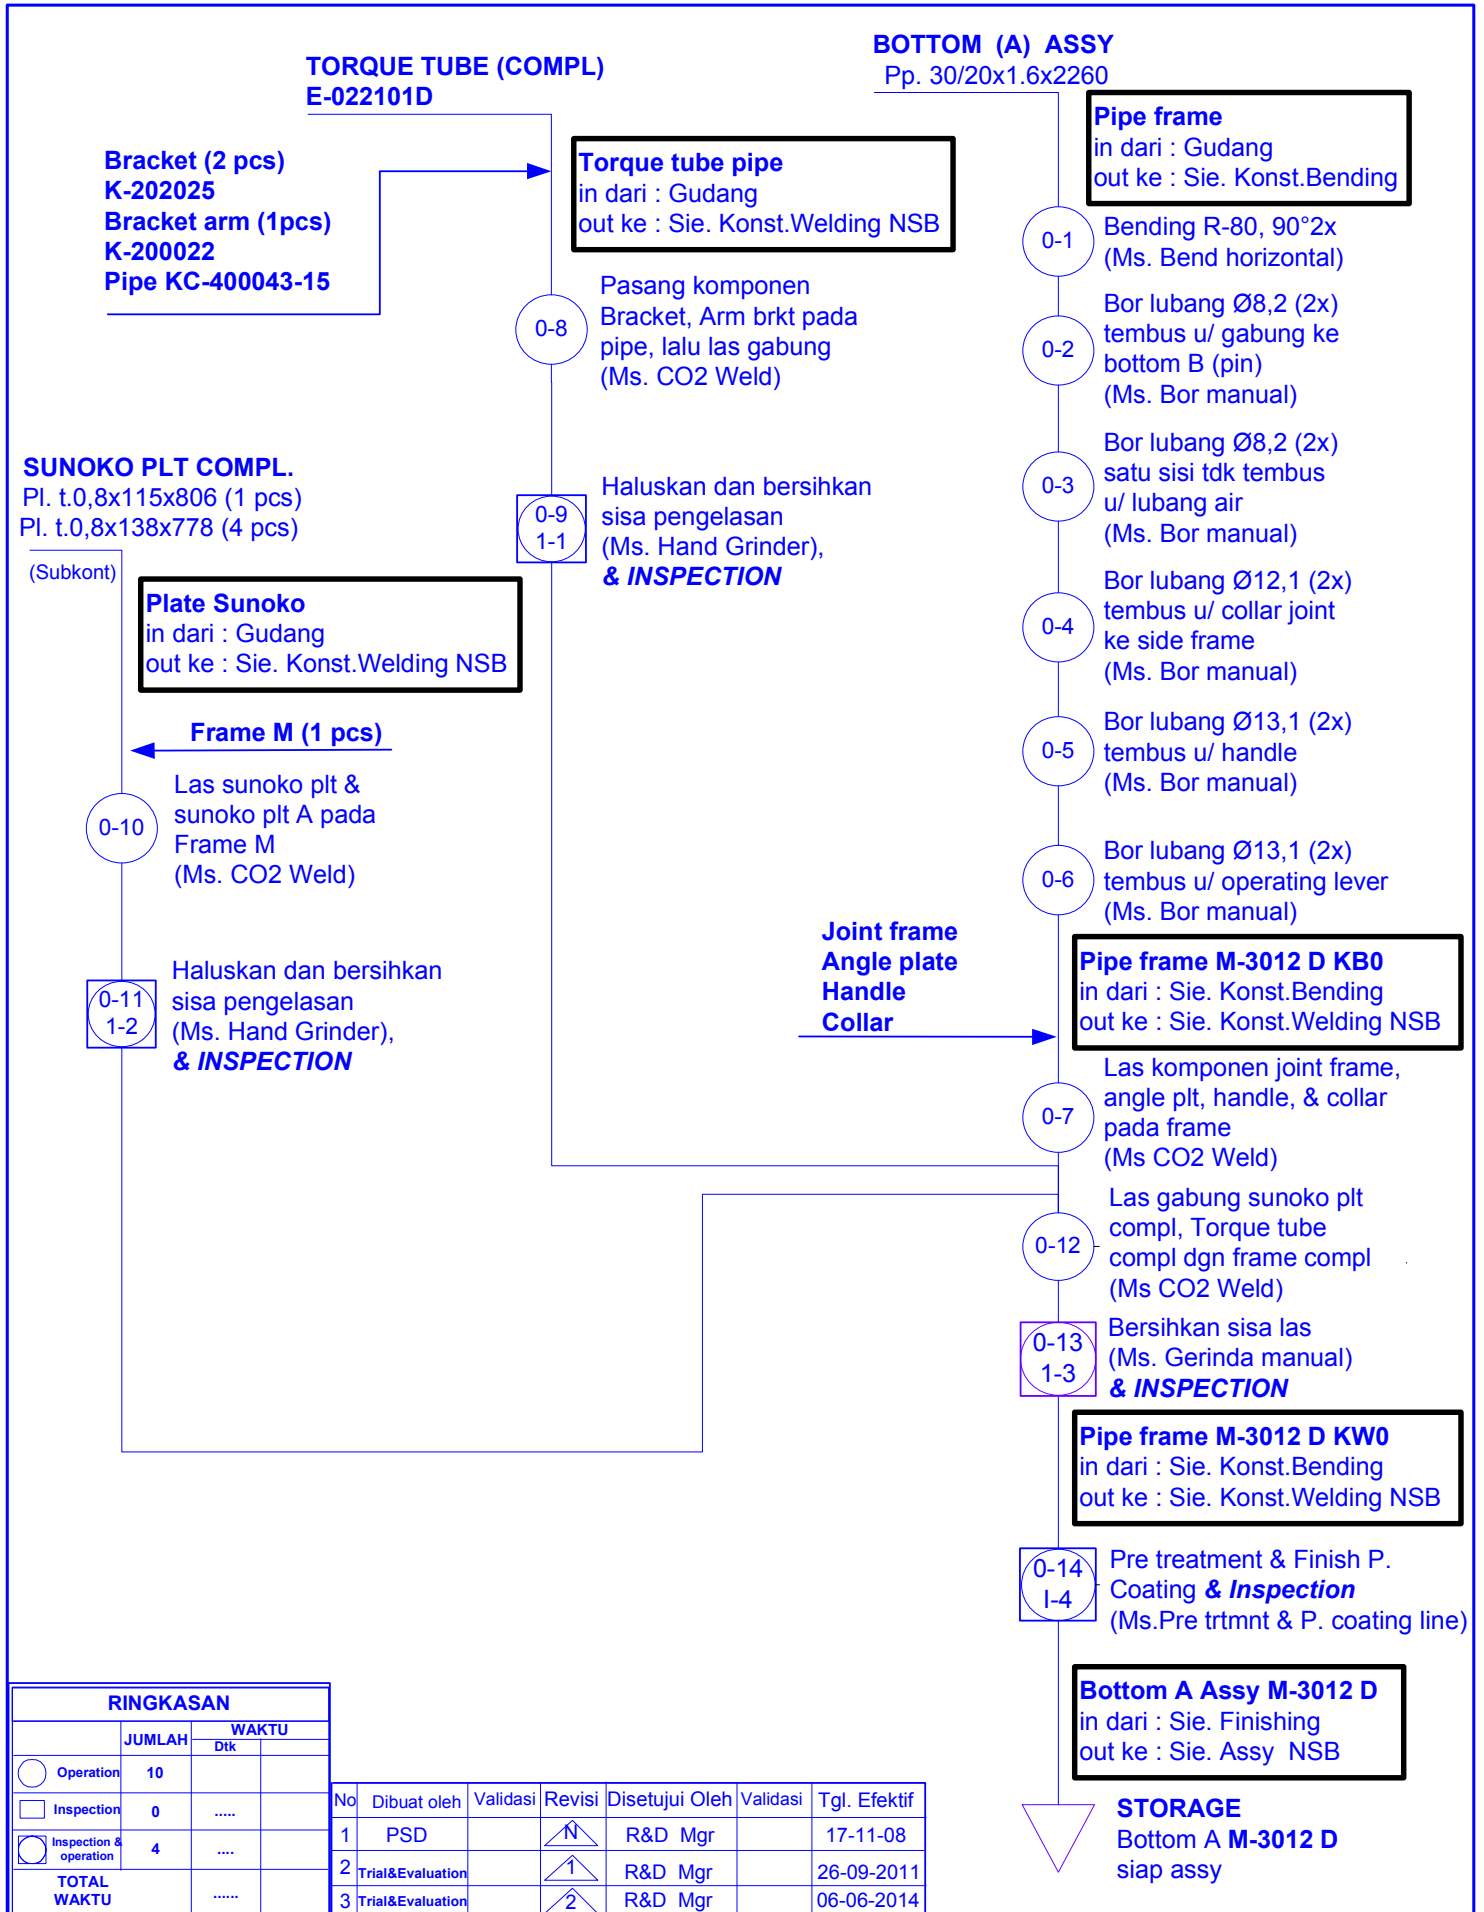 BOTTOM (A) ASSY
Pp. 30/20x1.6x2260
TORQUE TUBE (COMPL)
E-022101D
Pipe frame
in dari : Gudang
out ke : Sie. Konst.Bending
Bracket (2 pcs)
K-202025
Bracket arm (1pcs)
K-200022
Pipe KC-400043-15
Torque tube pipe
in dari : Gudang
out ke : Sie. Konst.Welding NSB
0-1
Bending R-80, 90°2x
(Ms. Bend horizontal)
0-8
Pasang komponen
Bracket, Arm brkt pada
pipe, lalu las gabung
(Ms. CO2 Weld)
0-2
Bor lubang Ø8,2 (2x)
tembus u/ gabung ke
bottom B (pin)
(Ms. Bor manual)
SUNOKO PLT COMPL.
Pl. t.0,8x115x806 (1 pcs)
Pl. t.0,8x138x778 (4 pcs)
(Subkont)
0-9
1-1
Haluskan dan bersihkan
sisa pengelasan
(Ms. Hand Grinder),
& INSPECTION
0-3
Bor lubang Ø8,2 (2x)
satu sisi tdk tembus
u/ lubang air
(Ms. Bor manual)
Plate Sunoko
in dari : Gudang
out ke : Sie. Konst.Welding NSB
0-4
Bor lubang Ø12,1 (2x)
tembus u/ collar joint
ke side frame
(Ms. Bor manual)
Frame M (1 pcs)
0-5
Bor lubang Ø13,1 (2x)
tembus u/ handle
(Ms. Bor manual)
0-10
Las sunoko plt &
sunoko plt A pada
Frame M
(Ms. CO2 Weld)
0-6
Bor lubang Ø13,1 (2x)
tembus u/ operating lever
(Ms. Bor manual)
Joint frame
Angle plate
Handle
Collar
Pipe frame M-3012 D KB0
in dari : Sie. Konst.Bending
out ke : Sie. Konst.Welding NSB
0-11
1-2
Haluskan dan bersihkan
sisa pengelasan
(Ms. Hand Grinder),
& INSPECTION
0-7
Las komponen joint frame,
angle plt, handle, & collar
pada frame
(Ms CO2 Weld)
0-12
Las gabung sunoko plt
compl, Torque tube
compl dgn frame compl
(Ms CO2 Weld)
0-13
1-3
Bersihkan sisa las
(Ms. Gerinda manual)
& INSPECTION
Pipe frame M-3012 D KW0
in dari : Sie. Konst.Bending
out ke : Sie. Konst.Welding NSB
0-14
I-4
Pre treatment & Finish P.
Coating & Inspection
(Ms.Pre trtmnt & P. coating line)
Bottom A Assy M-3012 D
in dari : Sie. Finishing
out ke : Sie. Assy NSB
STORAGE
Bottom A M-3012 D
siap assy
RINGKASAN
JUMLAH WAKTU
Dtk
Operation 10
Inspection 0 .....
Inspection &
operation 4 ....
TOTAL
WAKTU ......
No Dibuat oleh Validasi Revisi Disetujui Oleh Validasi Tgl. Efektif
1 PSD N R&D Mgr 17-11-08
2 Trial&Evaluation 1 R&D Mgr 26-09-2011
3 Trial&Evaluation 2 R&D Mgr 06-06-2014